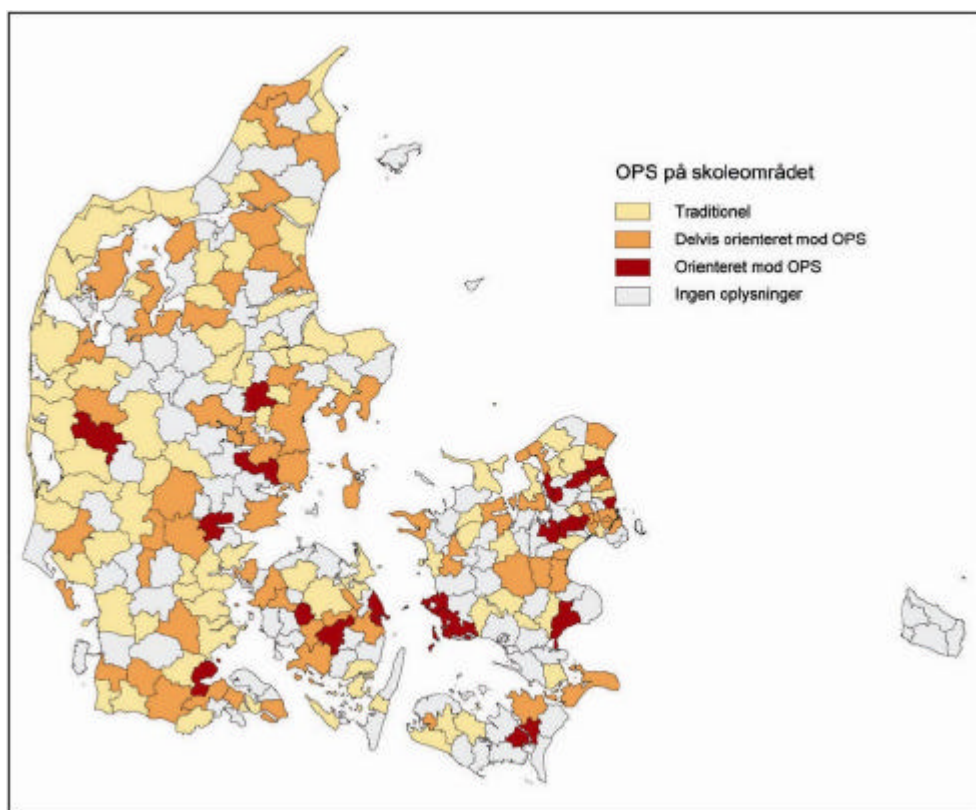 OPS på skoleområdet
Traditionel
Delvis orienteret mod OPS
Orienteret mod OPS
Ingen oplysninger